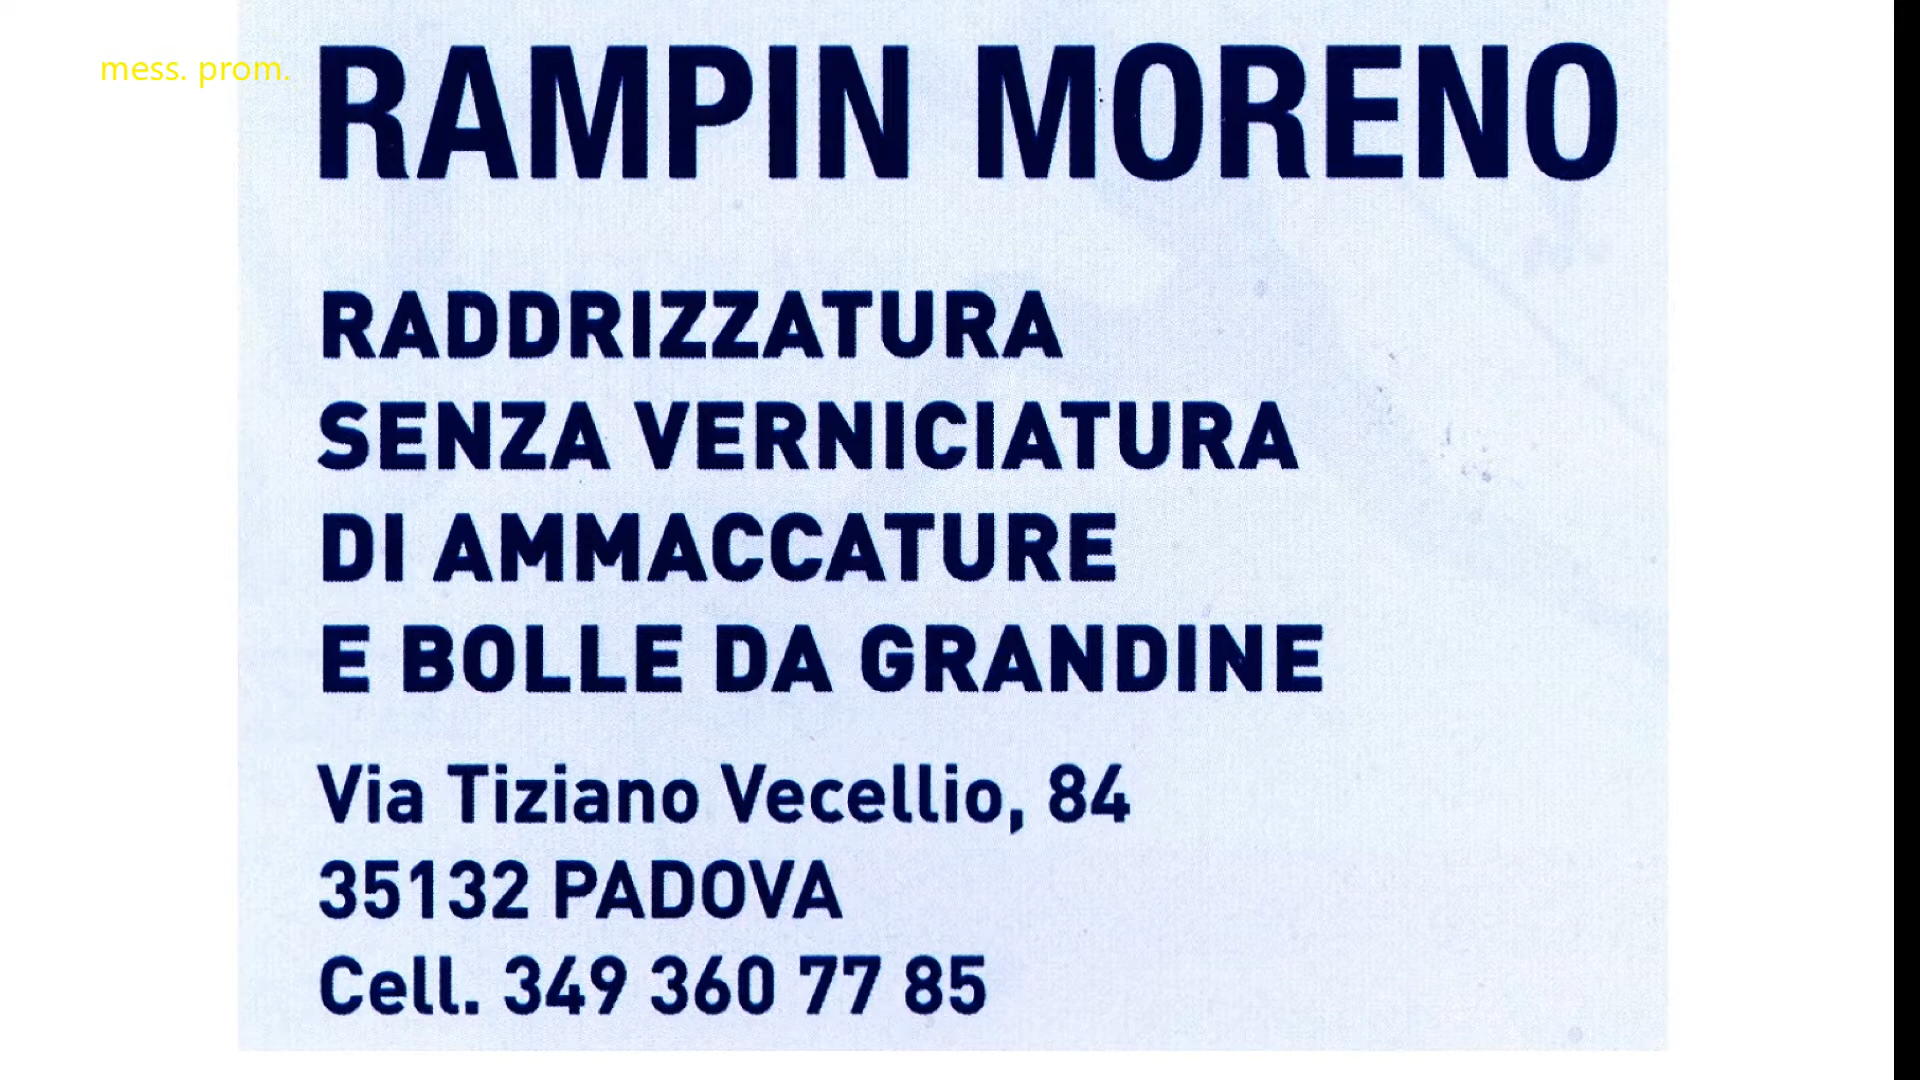 mess. prom.
RAMPIN MORENO
RADDRIZZATURA
SENZA VERNICIATURA
DI AMMACCATURE
E BOLLE DA GRANDINE
Via Tiziano Vecellio, 84
35132 PADOVA
Cell. 349 360 77 85